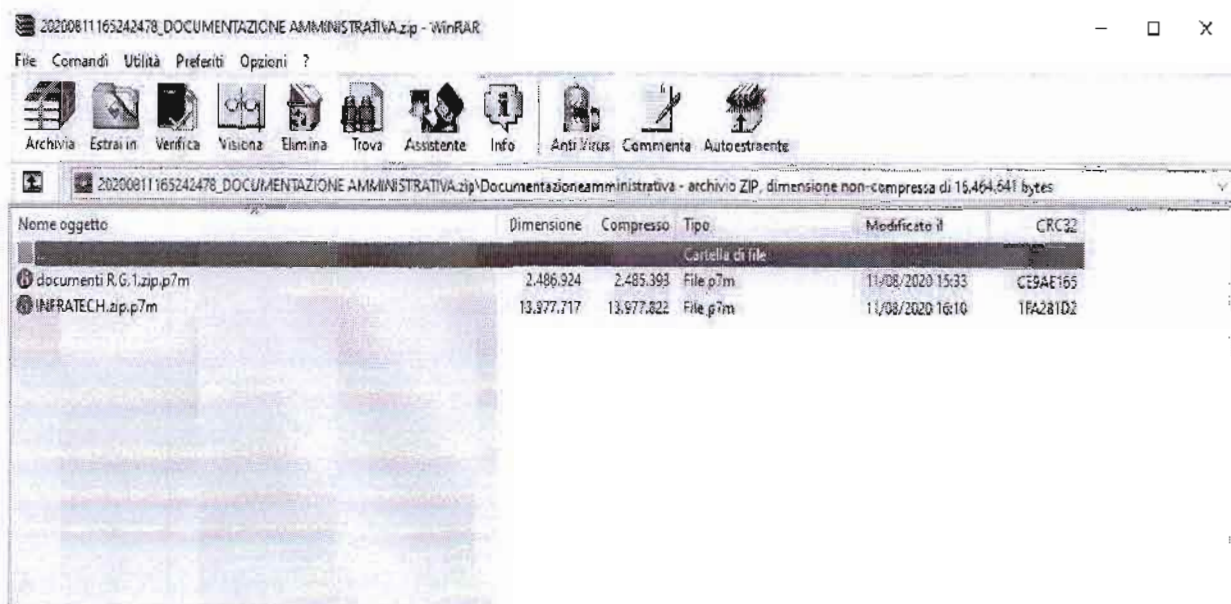 20200811165242478_DOCUMENTAZIONE AMMINISTRATIVA.zip - WinRAR
File Comandi Utilità Preferiti Opzioni ?
Archivia Estrai in Verifica Visiona Elimina Trova Assistente Info Anti Virus Commenta Autoestraente
20200811165242478_DOCUMENTAZIONE AMMINISTRATIVA.zip\Documentazioneamministrativa - archivio ZIP, dimensione non-compressa di 16,464,641 bytes
Nome oggetto Dimensione Compresso Tipo Modificato il CRC32
.. Cartella di file
documenti R.G.1.zip.p7m 2.486.924 2.485.393 File p7m 11/08/2020 15:33 CE9AE165
INFRATECH.zip.p7m 13.977.717 13.977.822 File p7m 11/08/2020 16:10 1FA281D2